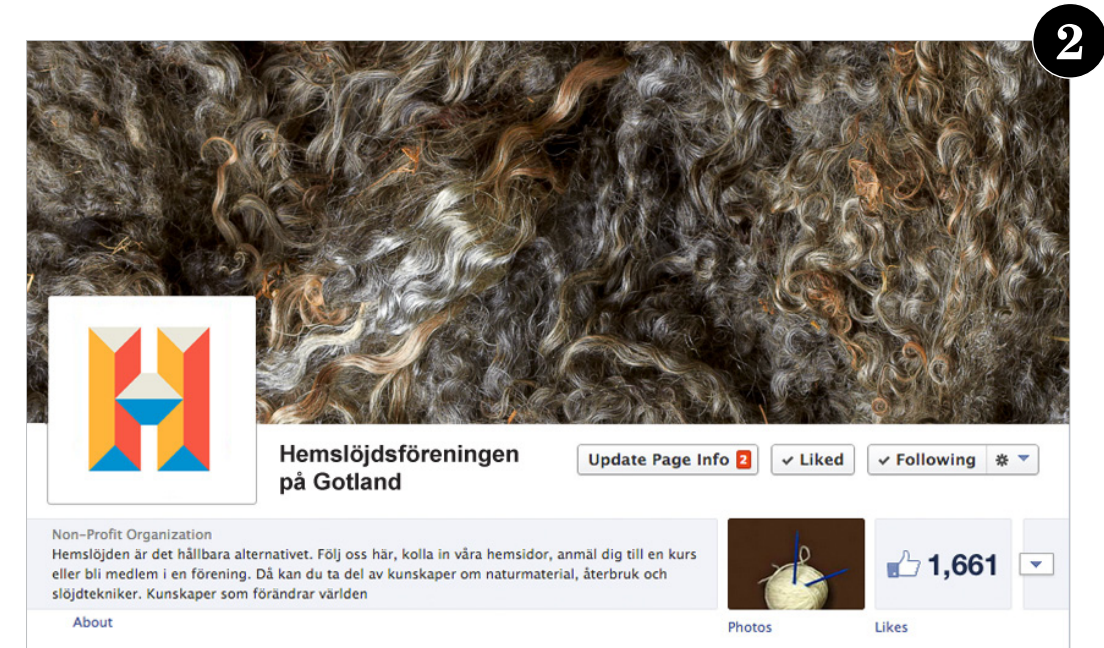 2
Hemslöjdsföreningen
på Gotland
Update Page Info 2
✓ Liked
✓ Following
Non-Profit Organization
Hemslöjden är det hållbara alternativet. Följ oss här, kolla in våra hemsidor, anmäl dig till en kurs
eller bli medlem i en förening. Då kan du ta del av kunskaper om naturmaterial, återbruk och
slöjdtekniker. Kunskaper som förändrar världen
1,661
About
Photos
Likes